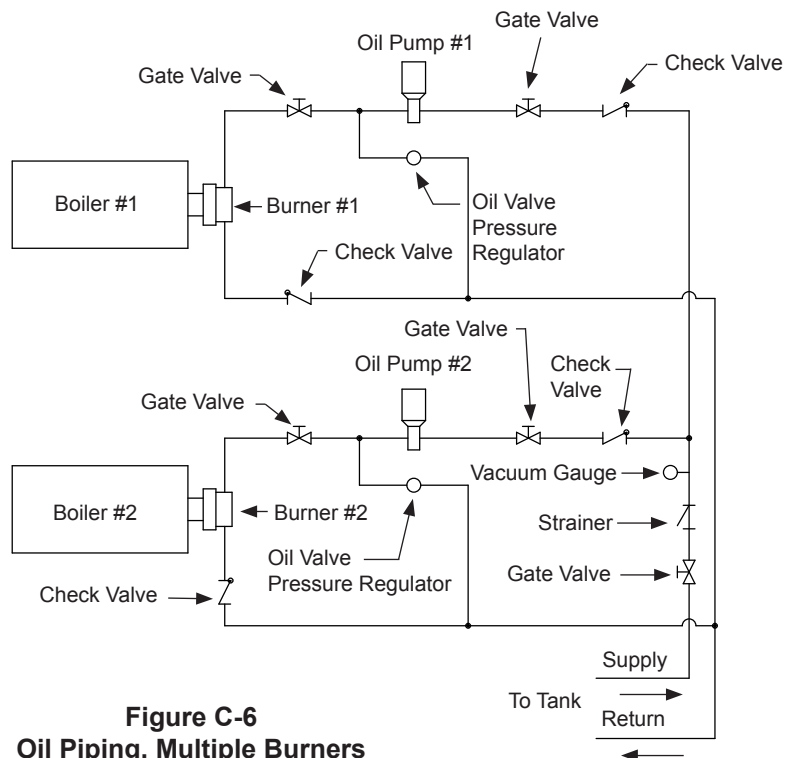 Gate Valve
Oil Pump #1
Gate Valve
Check Valve
Boiler #1
Burner #1
Oil Valve
Pressure
Regulator
Check Valve
Gate Valve
Oil Pump #2
Check
Valve
Gate Valve
Vacuum Gauge
Boiler #2
Burner #2
Strainer
Oil Valve
Pressure Regulator
Gate Valve
Check Valve
Supply
To Tank
Return
Figure C-6
Oil Piping, Multiple Burners